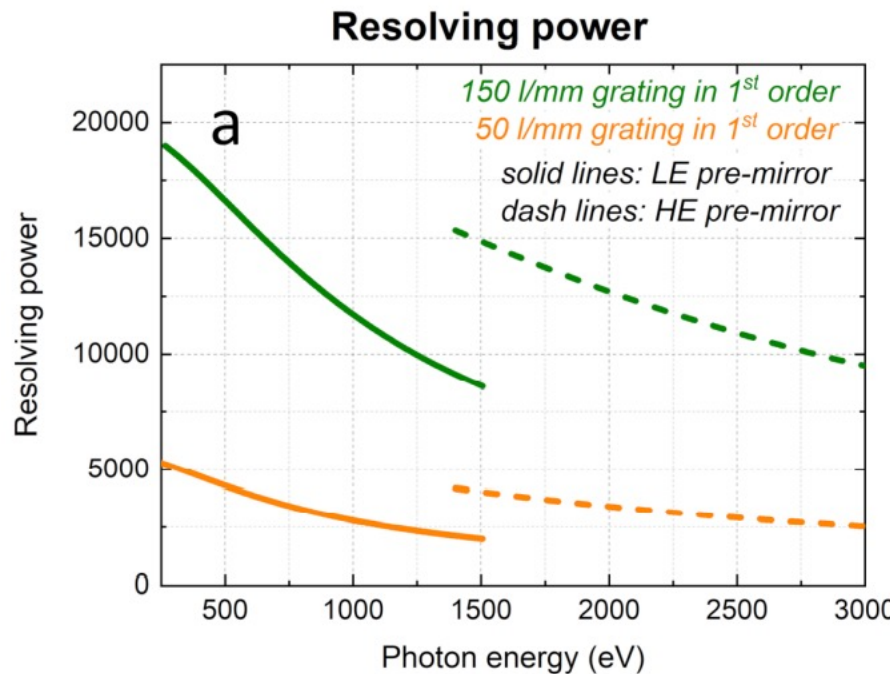 Resolving power
a
150 l/mm grating in 1st order
50 l/mm grating in 1st order
solid lines: LE pre-mirror
dash lines: HE pre-mirror
Resolving power
20000
15000
10000
5000
0
500 1000 1500 2000 2500 3000
Photon energy (eV)